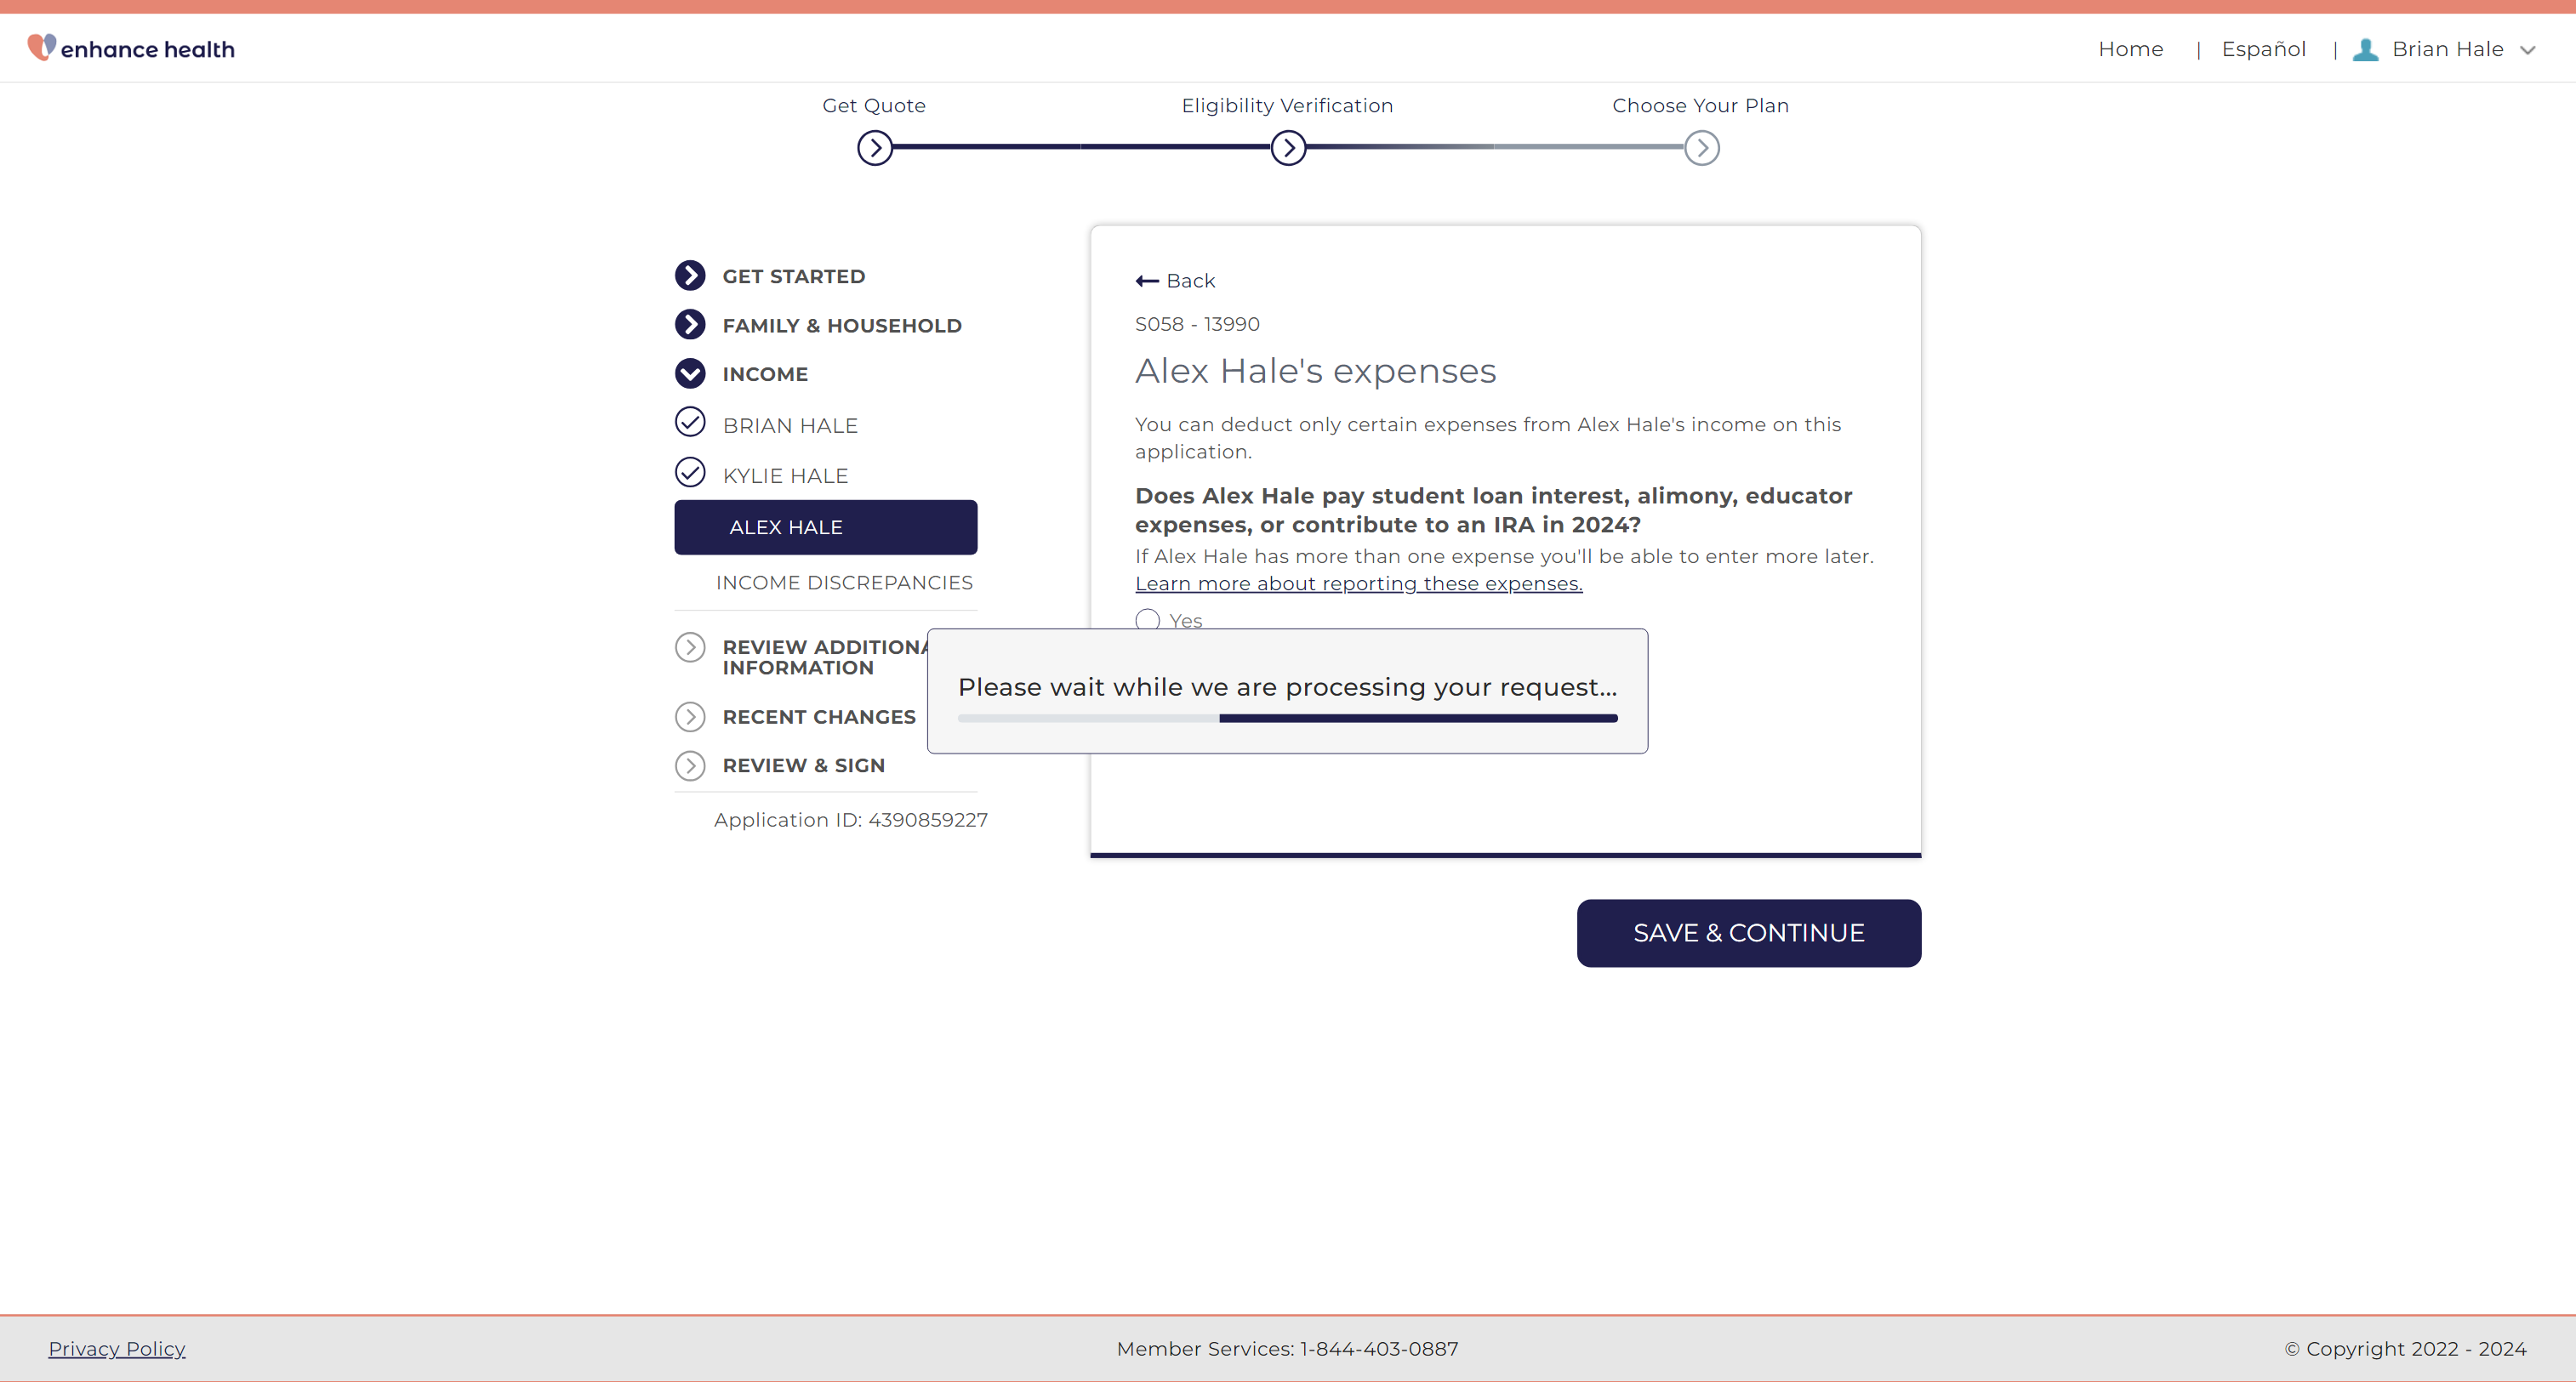 enhance health
Home | Español | Brian Hale
Get Quote
Eligibility Verification
Choose Your Plan
GET STARTED
FAMILY & HOUSEHOLD
INCOME
BRIAN HALE
KYLIE HALE
ALEX HALE
INCOME DISCREPANCIES
REVIEW ADDITIONA
INFORMATION
RECENT CHANGES
REVIEW & SIGN
Application ID: 4390859227
Back
S058 - 13990
Alex Hale's expenses
You can deduct only certain expenses from Alex Hale's income on this
application.
Does Alex Hale pay student loan interest, alimony, educator
expenses, or contribute to an IRA in 2024?
If Alex Hale has more than one expense you'll be able to enter more later.
Learn more about reporting these expenses.
Yes
Please wait while we are processing your request...
SAVE & CONTINUE
Privacy Policy
Member Services: 1-844-403-0887
© Copyright 2022 - 2024